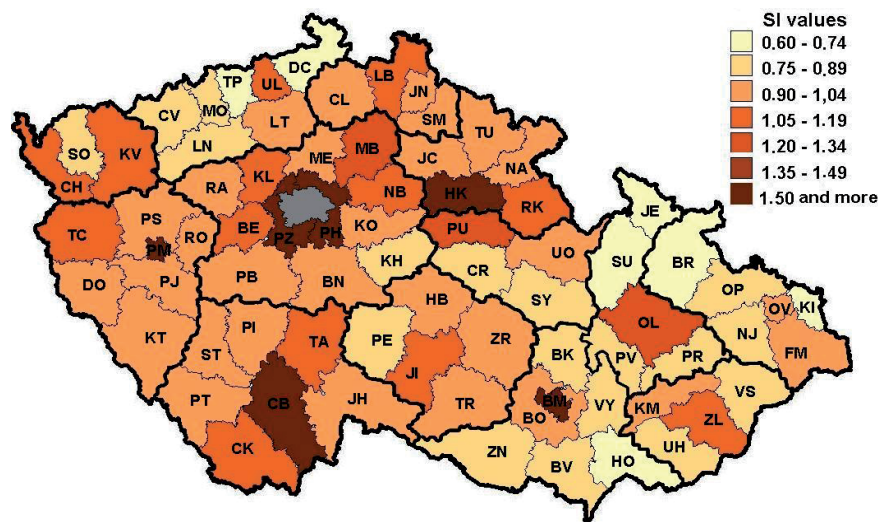 SI values
0.60 - 0.74
0.75 - 0.89
0.90 - 1,04
1,05 - 1.19
1.20 - 1.34
1.35 - 1.49
1.50 and more
DC
TP
UL
LB
CV
MO
CL
JN
LT
SM
TU
LN
SO
KV
ME
MB
JC
NA
CH
RA
KL
NB
HK
RK
JE
TC
PS
RO
BE
PZ
PH
KO
PU
PM
SU
BR
UO
KH
CR
DO
PJ
PB
BN
OP
KI
SY
HB
OV
OL
NJ
KT
ST
PI
TA
PE
ZR
BK
PV
PR
FM
JI
VS
PT
CB
JH
TR
BM
BO
VY
KM
ZL
CK
ZN
UH
BV
HO